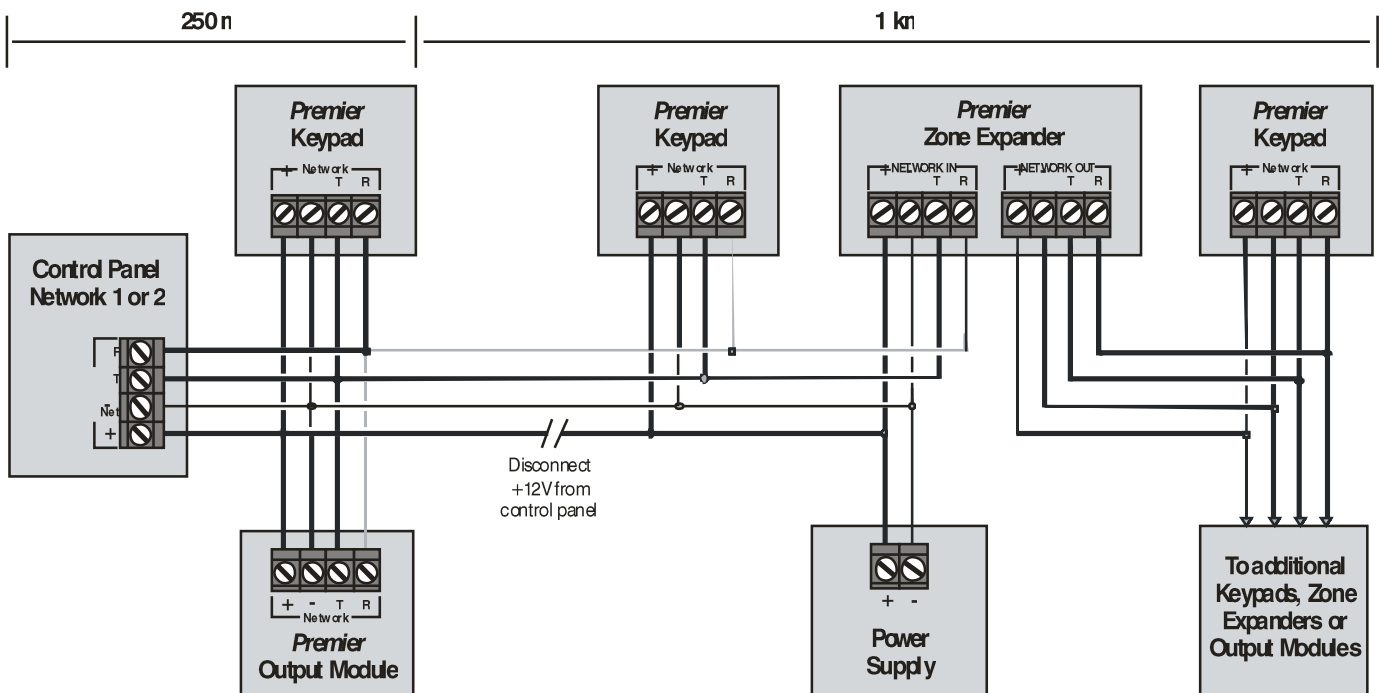 250 m
1 km
Premier
Keypad
+ Network
T R
Premier
Keypad
+ Network
T R
Premier
Zone Expander
+ NETWORK IN
T R
NETWORK OUT
T R
Premier
Keypad
+ Network
T R
Control Panel
Network 1 or 2
R
T
-
Net
+
Disconnect
+12V from
control panel
+ - T R
Network
Premier
Output Module
+ -
Power
Supply
To additional
Keypads, Zone
Expanders or
Output Modules